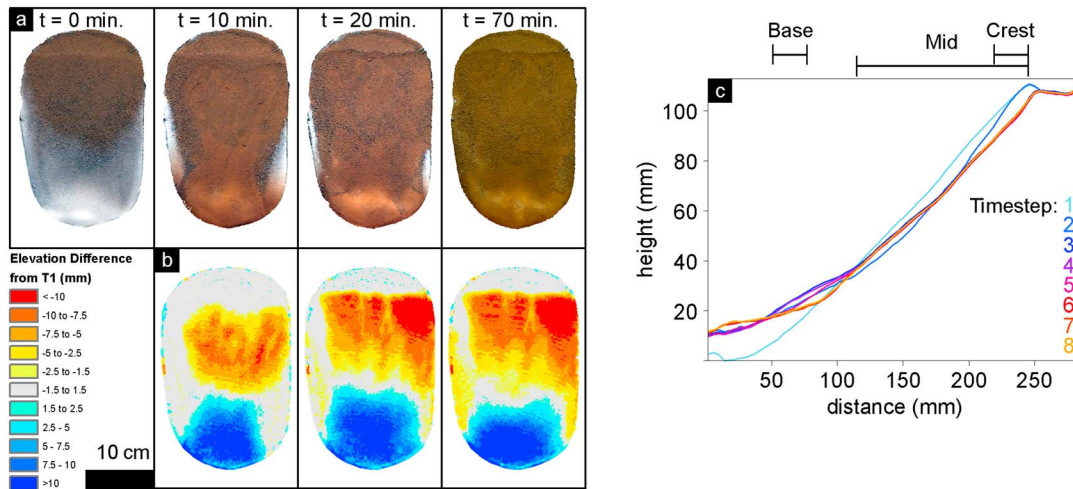 a
t = 0 min.
t = 10 min.
t = 20 min.
t = 70 min.
Elevation Difference
from T1 (mm)
< -10
-10 to -7.5
-7.5 to -5
-5 to -2.5
-2.5 to -1.5
-1.5 to 1.5
1.5 to 2.5
2.5 - 5
5 - 7.5
7.5 - 10
>10
10 cm
b
Base
Mid
Crest
c
height (mm)
100
80
60
40
20
50
100
150
200
250
distance (mm)
Timestep: 1
2
3
4
5
6
7
8